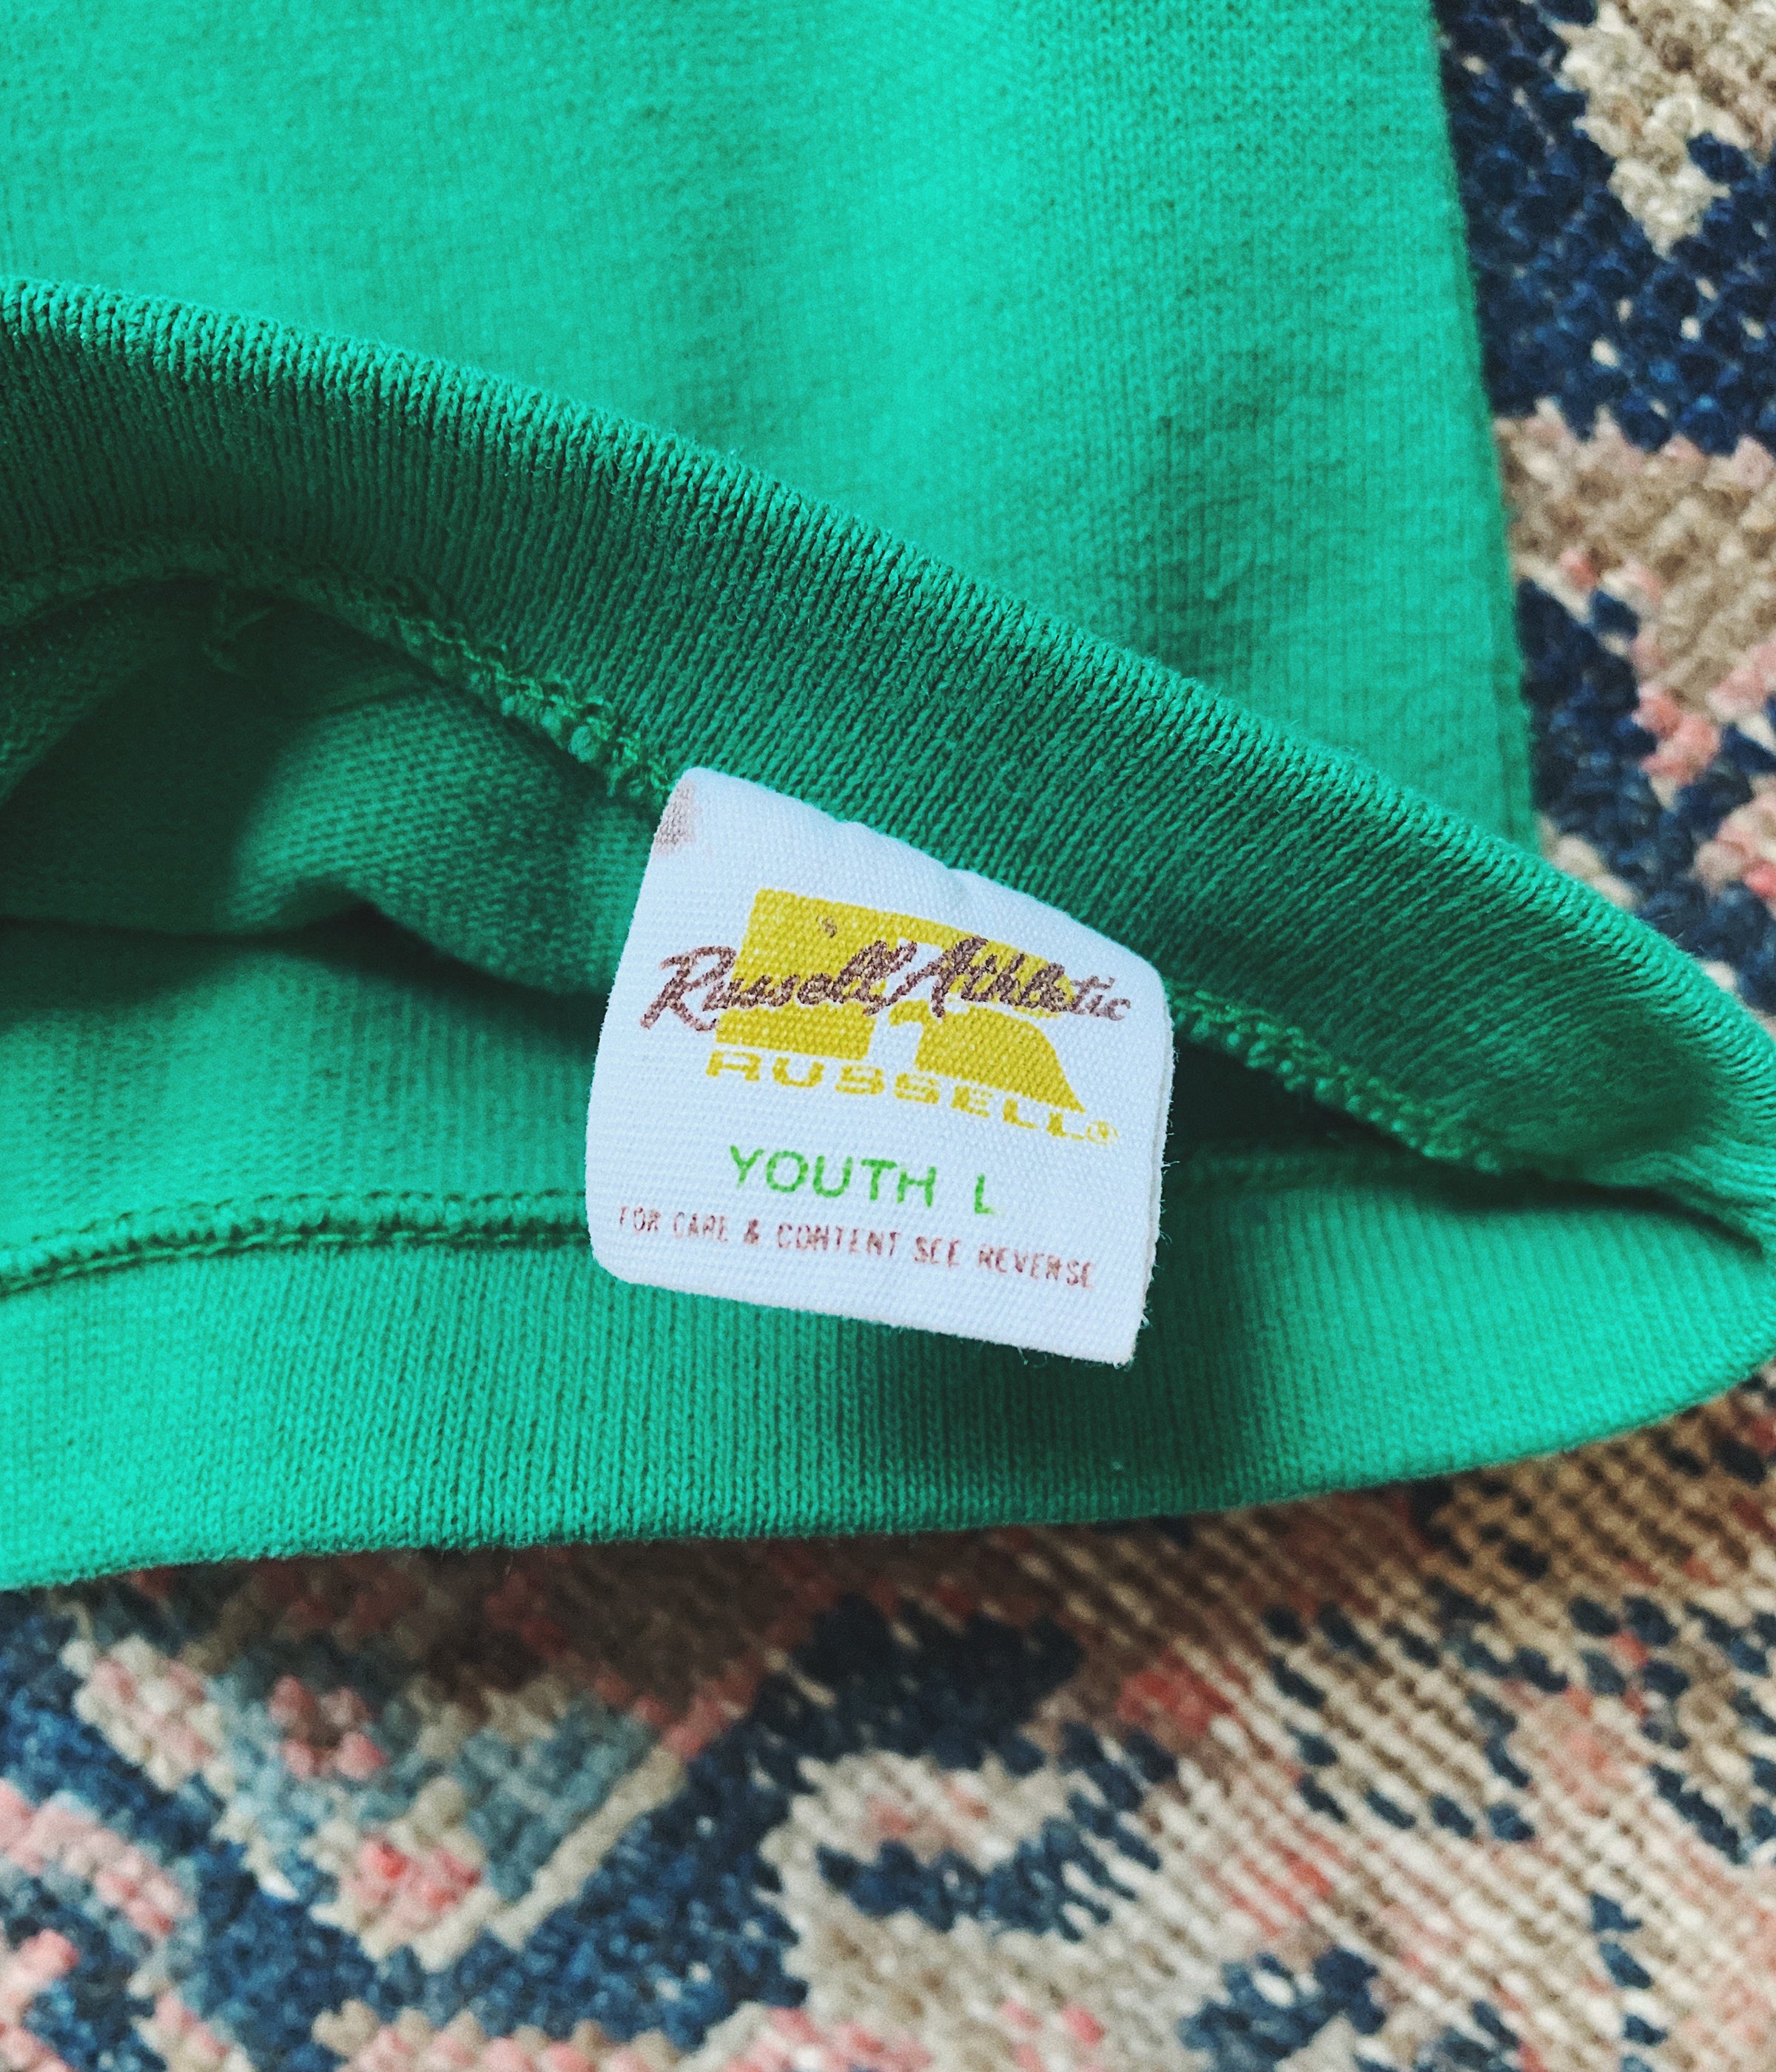 Russell Athletic
RUSSELL®
YOUTH L
FOR CARE & CONTENT SEE REVERSE